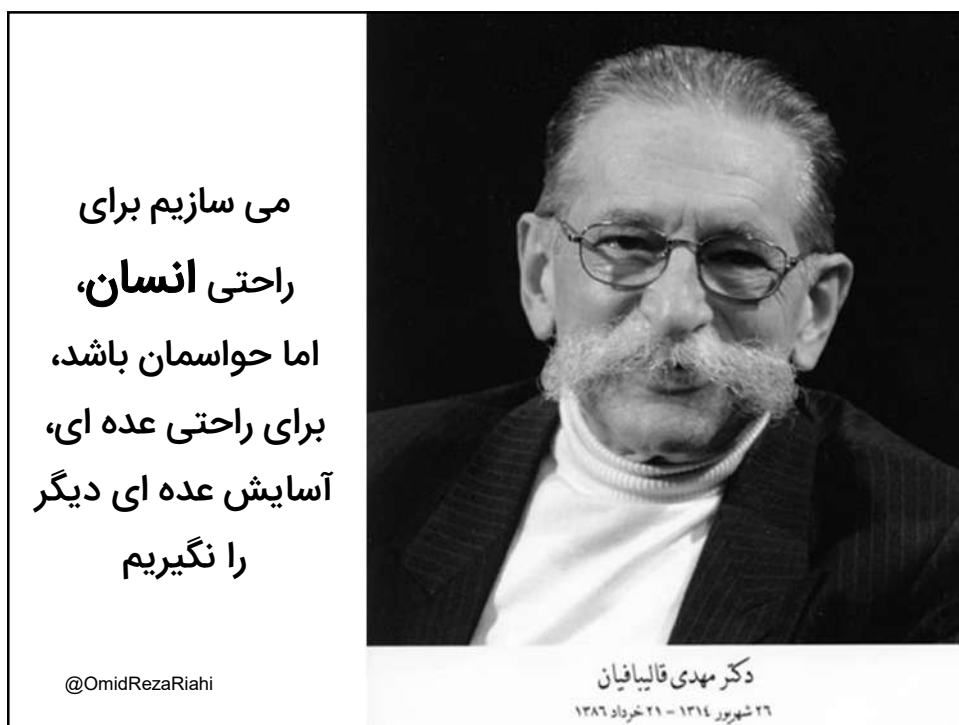 می سازیم برای
راحتی انسان،
اما حواسمان باشد،
برای راحتی عده ای،
آسایش عده ای دیگر
را نگیریم
@OmidRezaRiahi
دکتر مهدی قالیبافیان
۲۶ شهریور ۱۳۱۴ - ۲۱ خرداد ۱۳۸۶